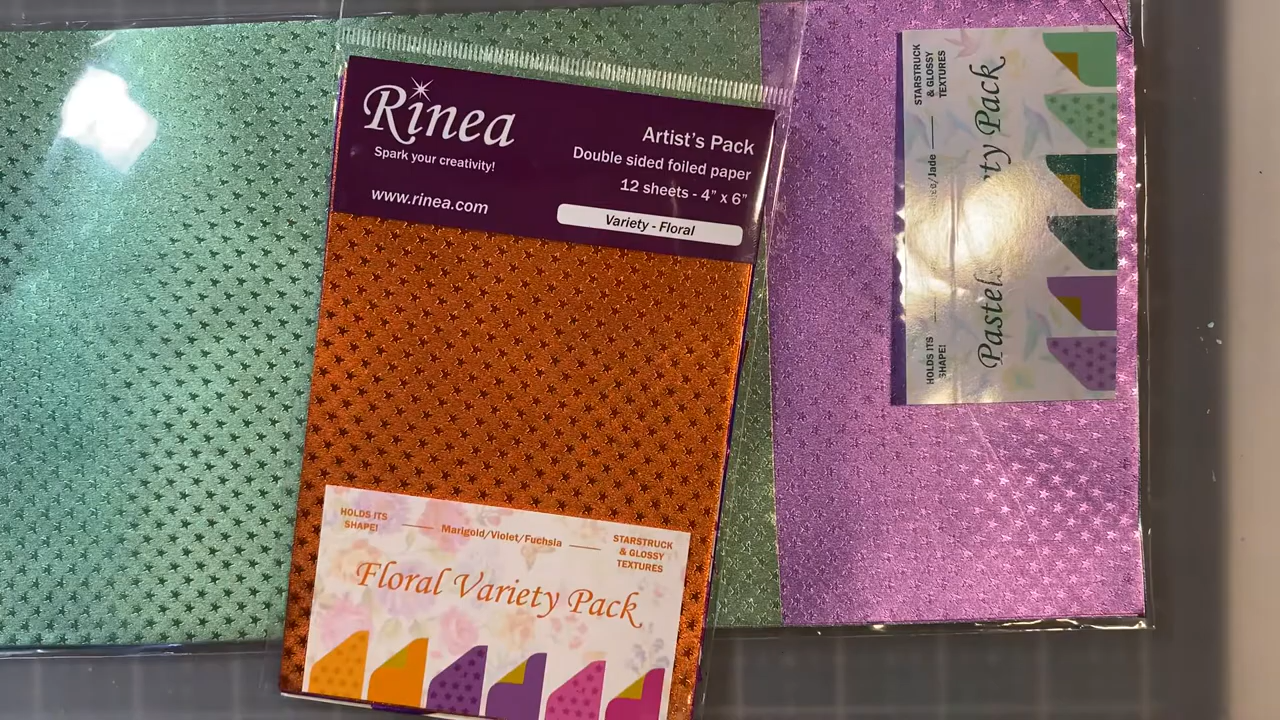 Rinea
Spark your creativity!
www.rinea.com
Artist's Pack
Double sided foiled paper
12 sheets - 4" x 6"
Variety - Floral
HOLDS ITS
SHAPE!
Marigold/Violet/Fuchsia
STARSTRUCK
& GLOSSY
TEXTURES
Floral Variety Pack
HOLDS ITS
SHAPE!
/Jade
STARSTRUCK
& GLOSSY
TEXTURES
Pastel
Pack